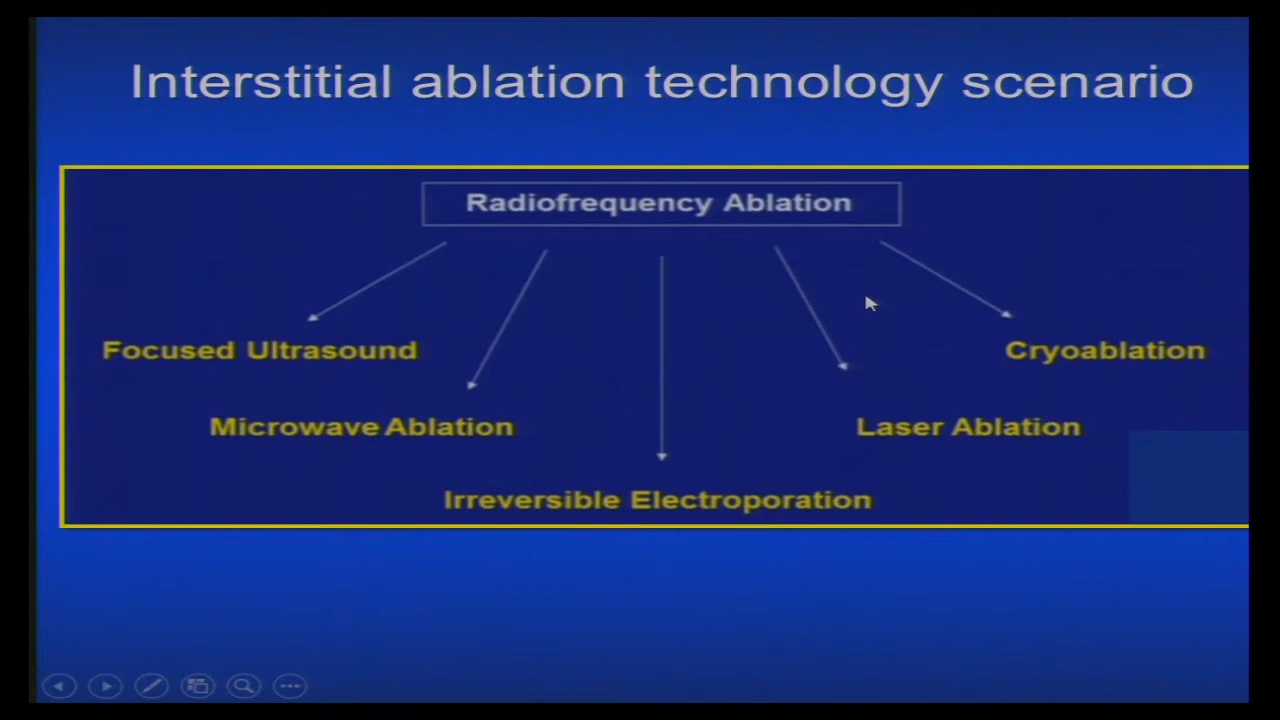 Interstitial ablation technology scenario
Radiofrequency Ablation
Focused Ultrasound
Cryoablation
Microwave Ablation
Laser Ablation
Irreversible Electroporation